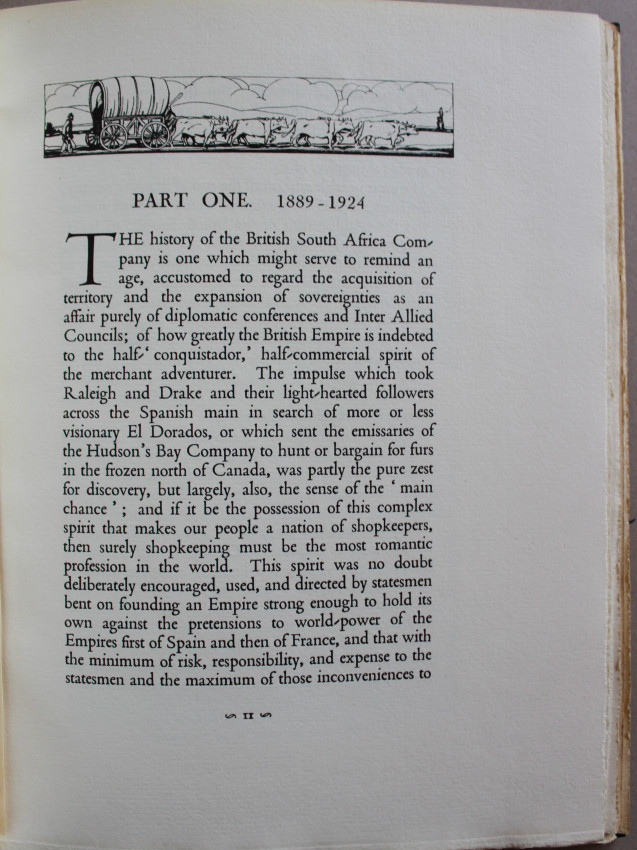 PART ONE. 1889-1924
THE history of the British South Africa Com-
pany is one which might serve to remind an
age, accustomed to regard the acquisition of
territory and the expansion of sovereignties as an
affair purely of diplomatic conferences and Inter Allied
Councils; of how greatly the British Empire is indebted
to the half-‘conquistador,’ half-commercial spirit of
the merchant adventurer. The impulse which took
Raleigh and Drake and their light-hearted followers
across the Spanish main in search of more or less
visionary El Dorados, or which sent the emissaries of
the Hudson's Bay Company to hunt or bargain for furs
in the frozen north of Canada, was partly the pure zest
for discovery, but largely, also, the sense of the ‘main
chance’; and if it be the possession of this complex
spirit that makes our people a nation of shopkeepers,
then surely shopkeeping must be the most romantic
profession in the world. This spirit was no doubt
deliberately encouraged, used, and directed by statesmen
bent on founding an Empire strong enough to hold its
own against the pretensions to world-power of the
Empires first of Spain and then of France, and that with
the minimum of risk, responsibility, and expense to the
statesmen and the maximum of those inconveniences to
11